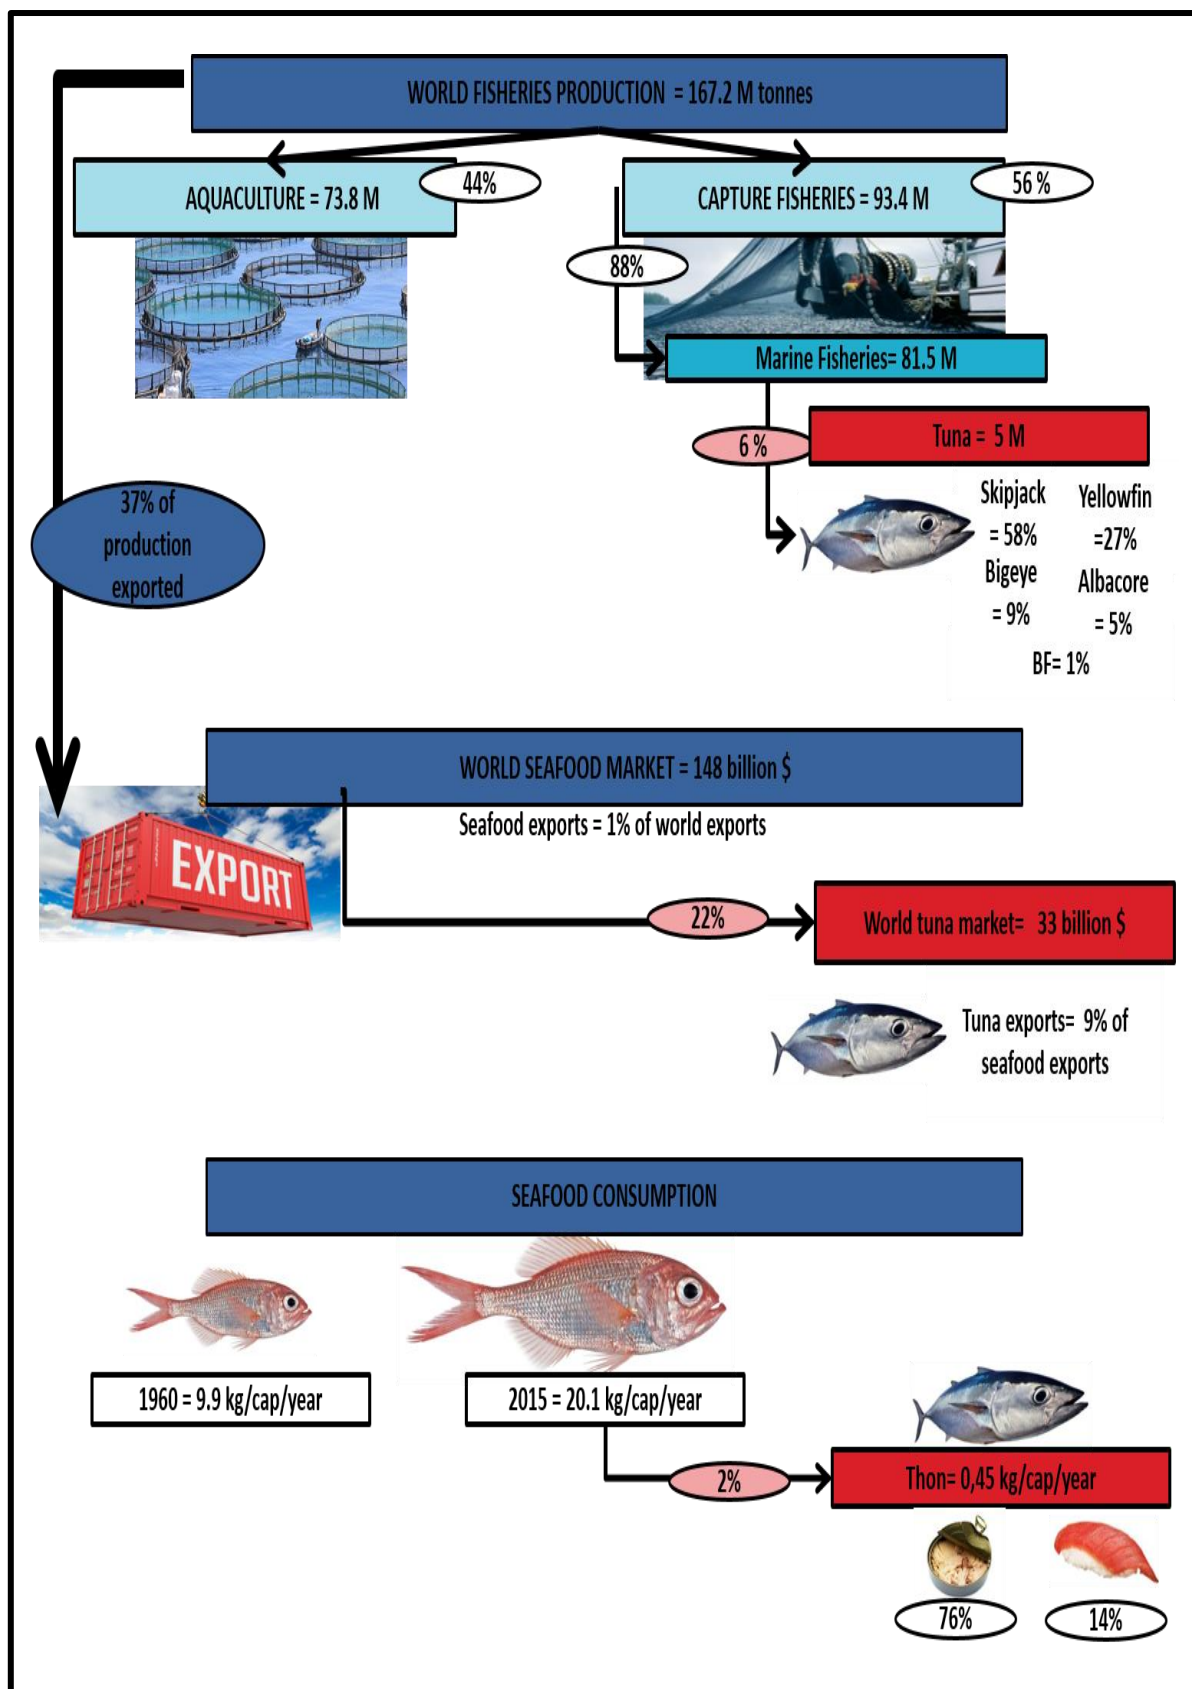 WORLD FISHERIES PRODUCTION = 167.2 M tonnes
AQUACULTURE = 73.8 M
44%
CAPTURE FISHERIES = 93.4 M
56 %
88%
Marine Fisheries= 81.5 M
6 %
Tuna = 5 M
Skipjack
= 58%
Yellowfin
=27%
Bigeye
= 9%
Albacore
= 5%
BF= 1%
37% of
production
exported
WORLD SEAFOOD MARKET = 148 billion $
Seafood exports = 1% of world exports
EXPORT
22%
World tuna market= 33 billion $
Tuna exports= 9% of
seafood exports
SEAFOOD CONSUMPTION
1960 = 9.9 kg/cap/year
2015 = 20.1 kg/cap/year
2%
Thon= 0,45 kg/cap/year
76%
14%